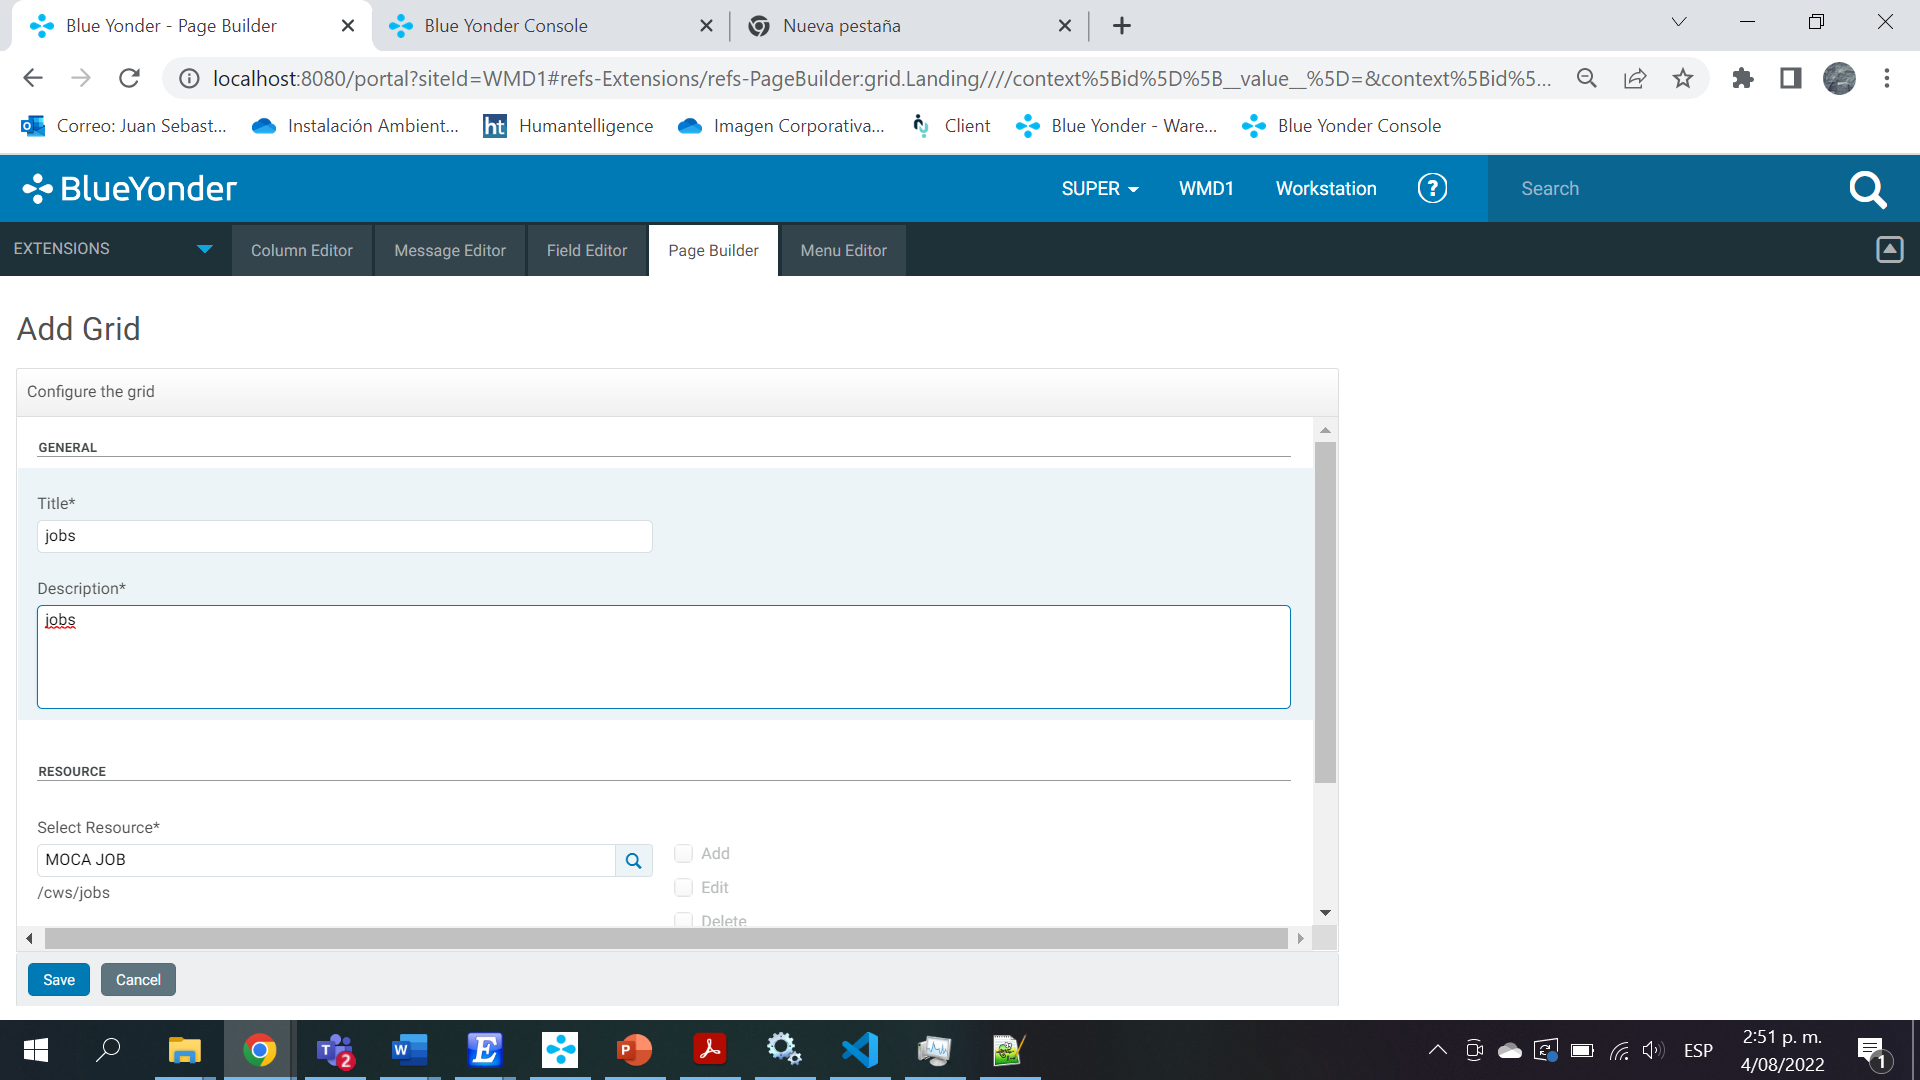 Blue Yonder - Page Builder
Blue Yonder Console
Nueva pestaña
localhost:8080/portal?siteId=WMD1#refs-Extensions/refs-PageBuilder:grid.Landing////context%5Bid%5D%5B__value__%5D=&context%5Bid%5...
Correo: Juan Sebast...
Instalación Ambient...
ht Humantelligence
Imagen Corporativa...
Client
Blue Yonder - Ware...
Blue Yonder Console
BlueYonder
SUPER
WMD1
Workstation
?
Search
EXTENSIONS
Column Editor
Message Editor
Field Editor
Page Builder
Menu Editor
Add Grid
Configure the grid
GENERAL
Title*
jobs
Description*
jobs
RESOURCE
Select Resource*
MOCA JOB
/cws/jobs
Add
Edit
Delete
Save
Cancel
2
ESP
2:51 p. m.
4/08/2022
1